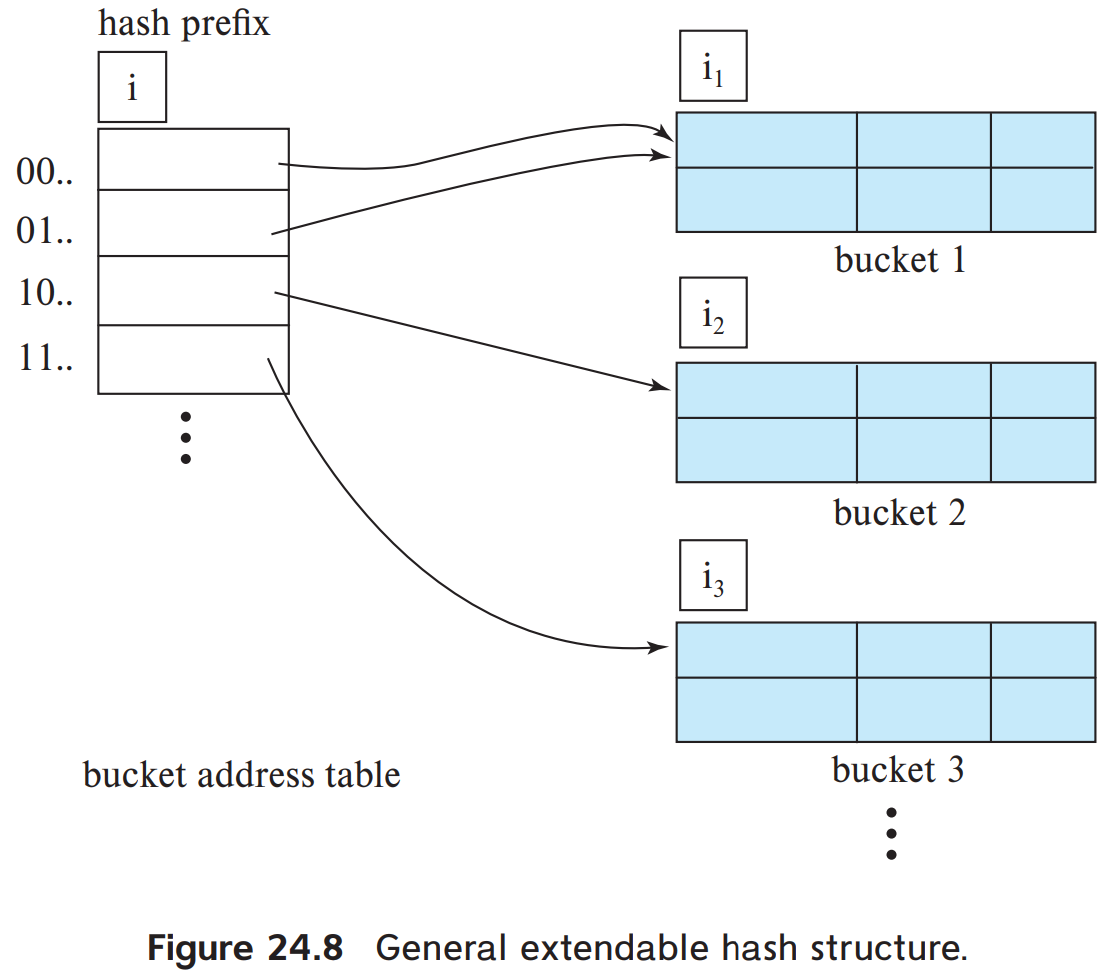 hash prefix
i
00..
01..
10..
11..
bucket address table
i₁
bucket 1
i₂
bucket 2
i₃
bucket 3
Figure 24.8 General extendable hash structure.